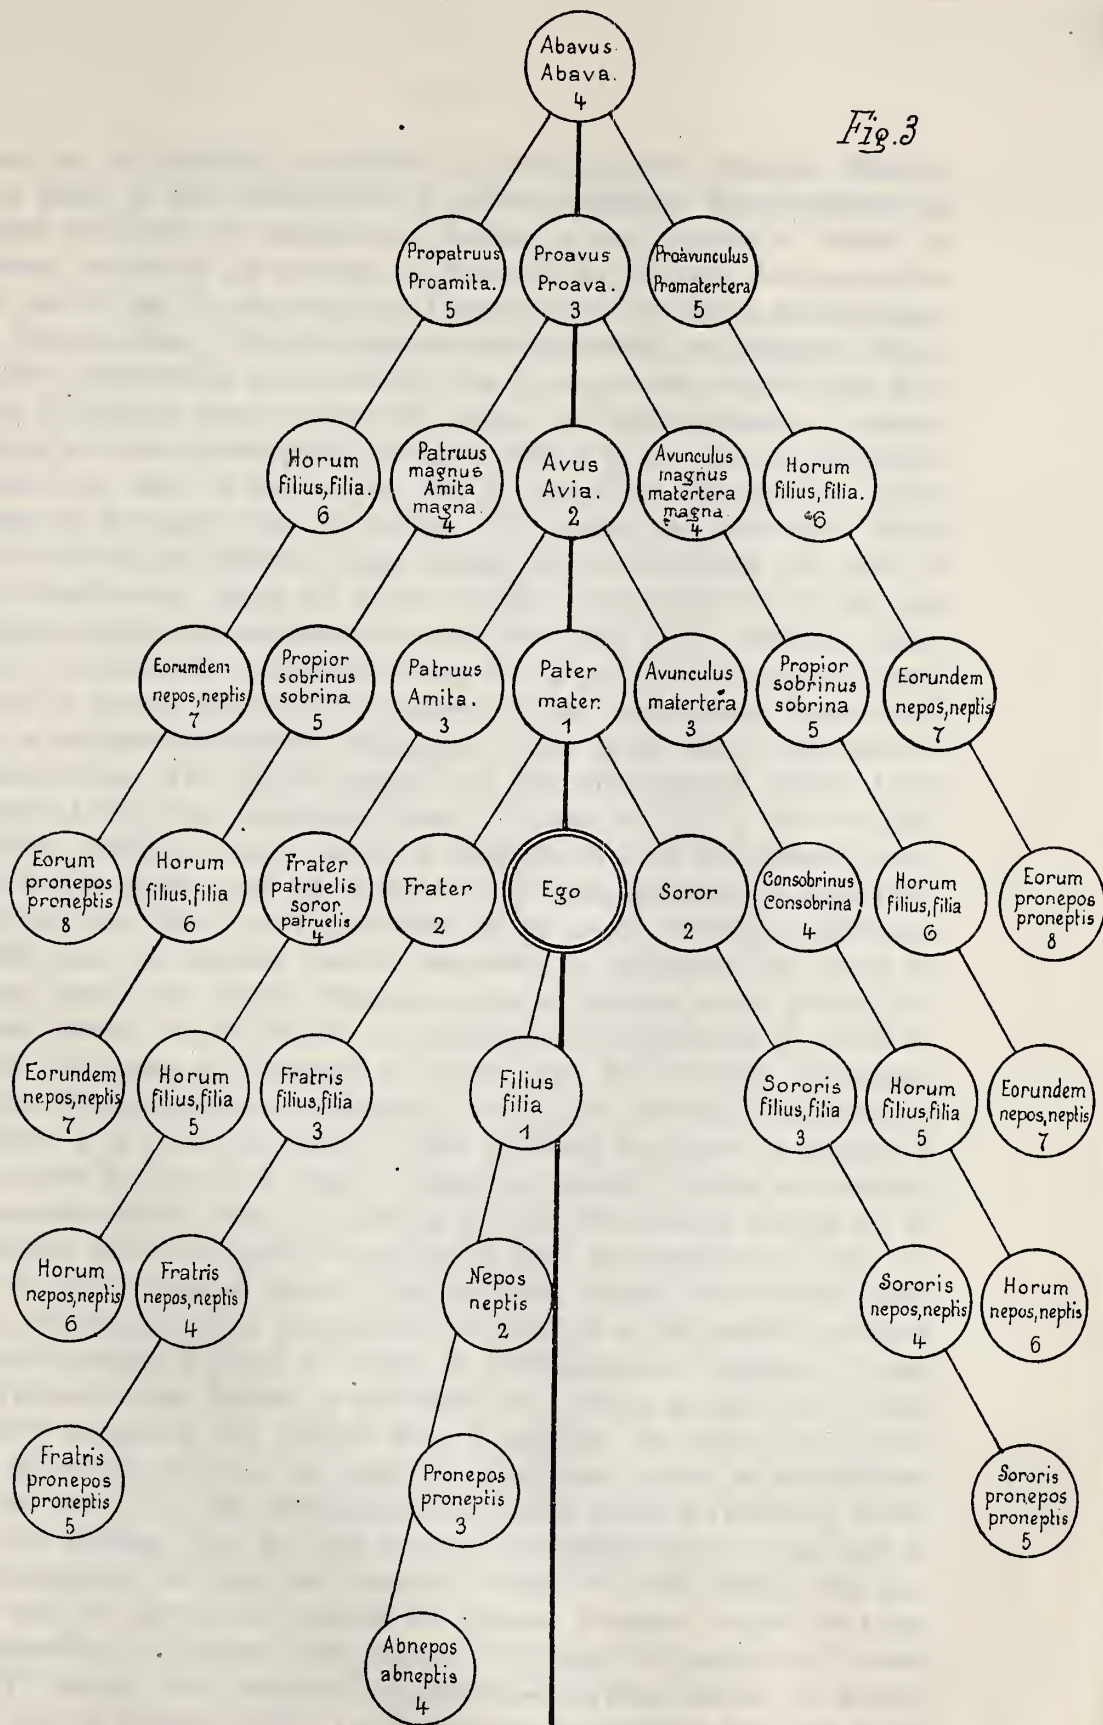 Fig. 3
Abavus.
Abava.
4
Propatruus
Proamita.
5
Proavus
Proava.
3
Proavunculus
Promatertera
5
Horum
filius, filia.
6
Patruus
magnus
Amita
magna.
4
Avus
Avia.
2
Avunculus
magnus
matertera
magna
4
Horum
filius, filia.
6
Eorumdem
nepos, neptis
7
Propior
sobrinus
sobrina
5
Patruus
Amita.
3
Pater
mater.
1
Avunculus
matertera
3
Propior
sobrinus
sobrina
5
Eorundem
nepos, neptis
7
Eorum
pronepos
proneptis
8
Horum
filius, filia
6
Frater
patruelis
soror
patruelis
4
Frater
2
Ego
Soror
2
Consobrinus
Consobrina
4
Horum
filius, filia
6
Eorum
pronepos
proneptis
8
Eorundem
nepos, neptis
7
Horum
filius, filia
5
Fratris
filius, filia
3
Filius
filia
1
Sororis
filius, filia
3
Horum
filius, filia
5
Eorundem
nepos, neptis
7
Horum
nepos, neptis
6
Fratris
nepos, neptis
4
Nepos
neptis
2
Sororis
nepos, neptis
4
Horum
nepos, neptis
6
Fratris
pronepos
proneptis
5
Pronepos
proneptis
3
Sororis
pronepos
proneptis
5
Abnepos
abneptis
4